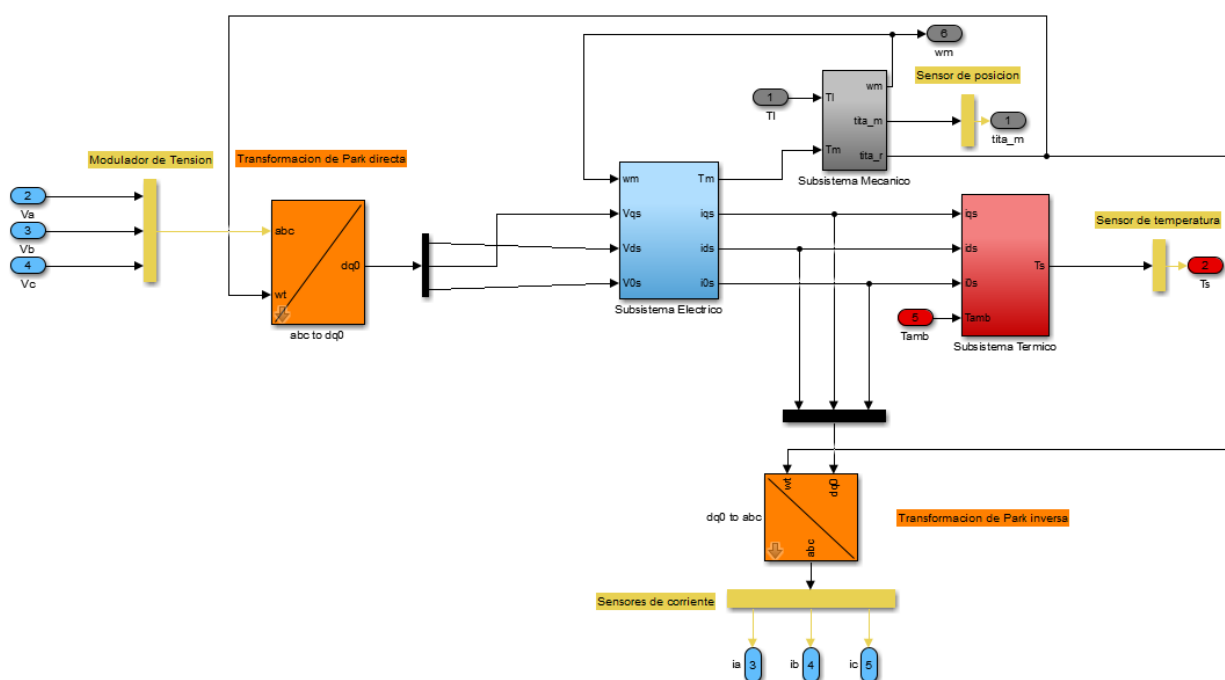 6
wm
Sensor de posicion
wm
1
Tl
Tl
tita_m
1
tita_m
Tm
tita_r
Subsistema Mecanico
Modulador de Tension
Transformacion de Park directa
2
Va
3
Vb
4
Vc
abc
dq0
wt
abc to dq0
wm
Tm
Vqs
iqs
Vds
ids
V0s
i0s
Subsistema Electrico
iqs
ids
Ts
i0s
Tamb
5
Tamb
Subsistema Termico
Sensor de temperatura
2
Ts
wt
dq0
dq0 to abc
abc
Transformacion de Park inversa
Sensores de corriente
ia
3
ib
4
ic
5